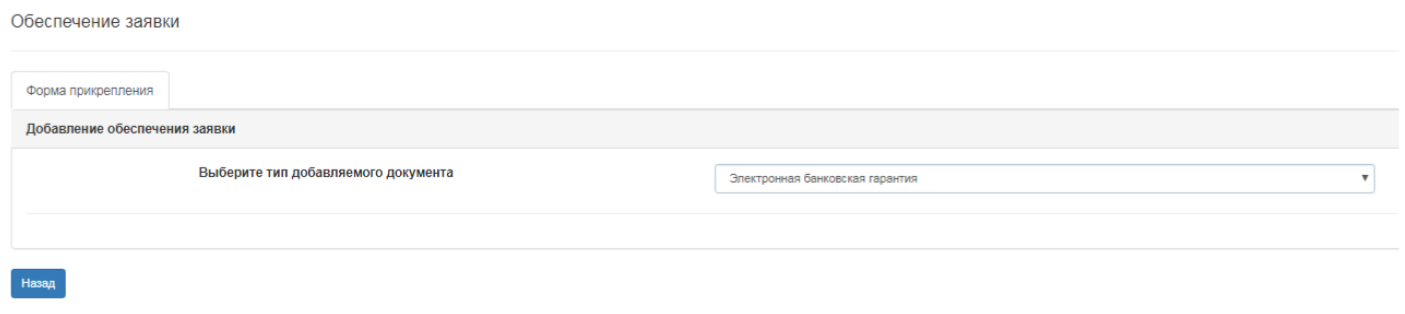 Обеспечение заявки
Форма прикрепления
Добавление обеспечения заявки
Выберите тип добавляемого документа
Электронная банковская гарантия
Назад